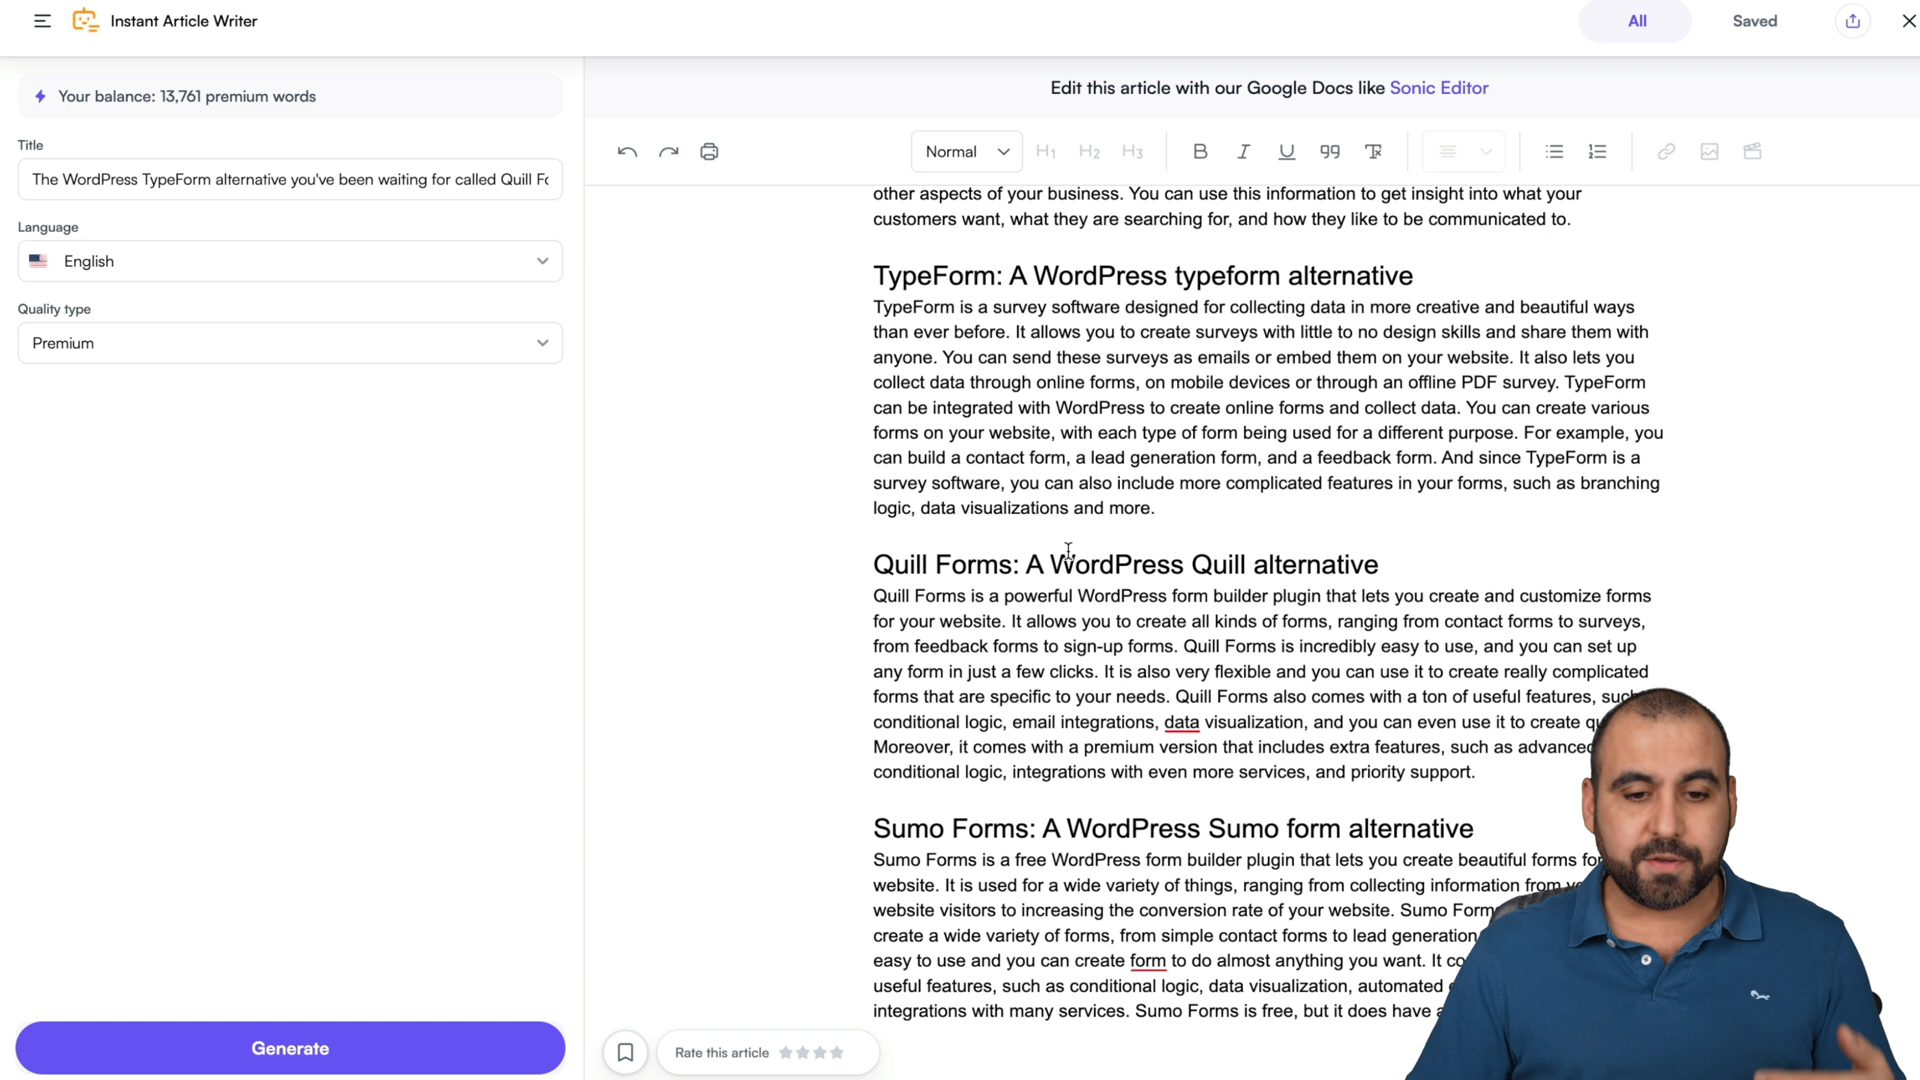 Instant Article Writer
All
Saved
Your balance: 13,761 premium words
Title
The WordPress TypeForm alternative you've been waiting for called Quill Fo
Language
English
Quality type
Premium
Generate
Edit this article with our Google Docs like Sonic Editor
Normal
H1 H2 H3
B I U
other aspects of your business. You can use this information to get insight into what your
customers want, what they are searching for, and how they like to be communicated to.
TypeForm: A WordPress typeform alternative
TypeForm is a survey software designed for collecting data in more creative and beautiful ways
than ever before. It allows you to create surveys with little to no design skills and share them with
anyone. You can send these surveys as emails or embed them on your website. It also lets you
collect data through online forms, on mobile devices or through an offline PDF survey. TypeForm
can be integrated with WordPress to create online forms and collect data. You can create various
forms on your website, with each type of form being used for a different purpose. For example, you
can build a contact form, a lead generation form, and a feedback form. And since TypeForm is a
survey software, you can also include more complicated features in your forms, such as branching
logic, data visualizations and more.
Quill Forms: A WordPress Quill alternative
Quill Forms is a powerful WordPress form builder plugin that lets you create and customize forms
for your website. It allows you to create all kinds of forms, ranging from contact forms to surveys,
from feedback forms to sign-up forms. Quill Forms is incredibly easy to use, and you can set up
any form in just a few clicks. It is also very flexible and you can use it to create really complicated
forms that are specific to your needs. Quill Forms also comes with a ton of useful features,
conditional logic, email integrations, data visualization, and you can even use it to create
Moreover, it comes with a premium version that includes extra features, such as advanced
conditional logic, integrations with even more services, and priority support.
Sumo Forms: A WordPress Sumo form alternative
Sumo Forms is a free WordPress form builder plugin that lets you create beautiful forms for
website. It is used for a wide variety of things, ranging from collecting information from
website visitors to increasing the conversion rate of your website. Sumo Form
create a wide variety of forms, from simple contact forms to lead generation
easy to use and you can create form to do almost anything you want. It
useful features, such as conditional logic, data visualization, automated
integrations with many services. Sumo Forms is free, but it does have a
Rate this article